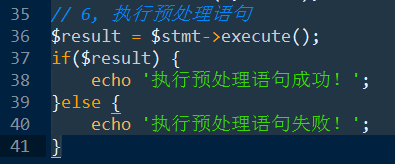 35 // 6, 执行预处理语句
36 $result = $stmt->execute();
37 if($result) {
38     echo '执行预处理语句成功! ';
39 }else {
40     echo '执行预处理语句失败! ';
41 }